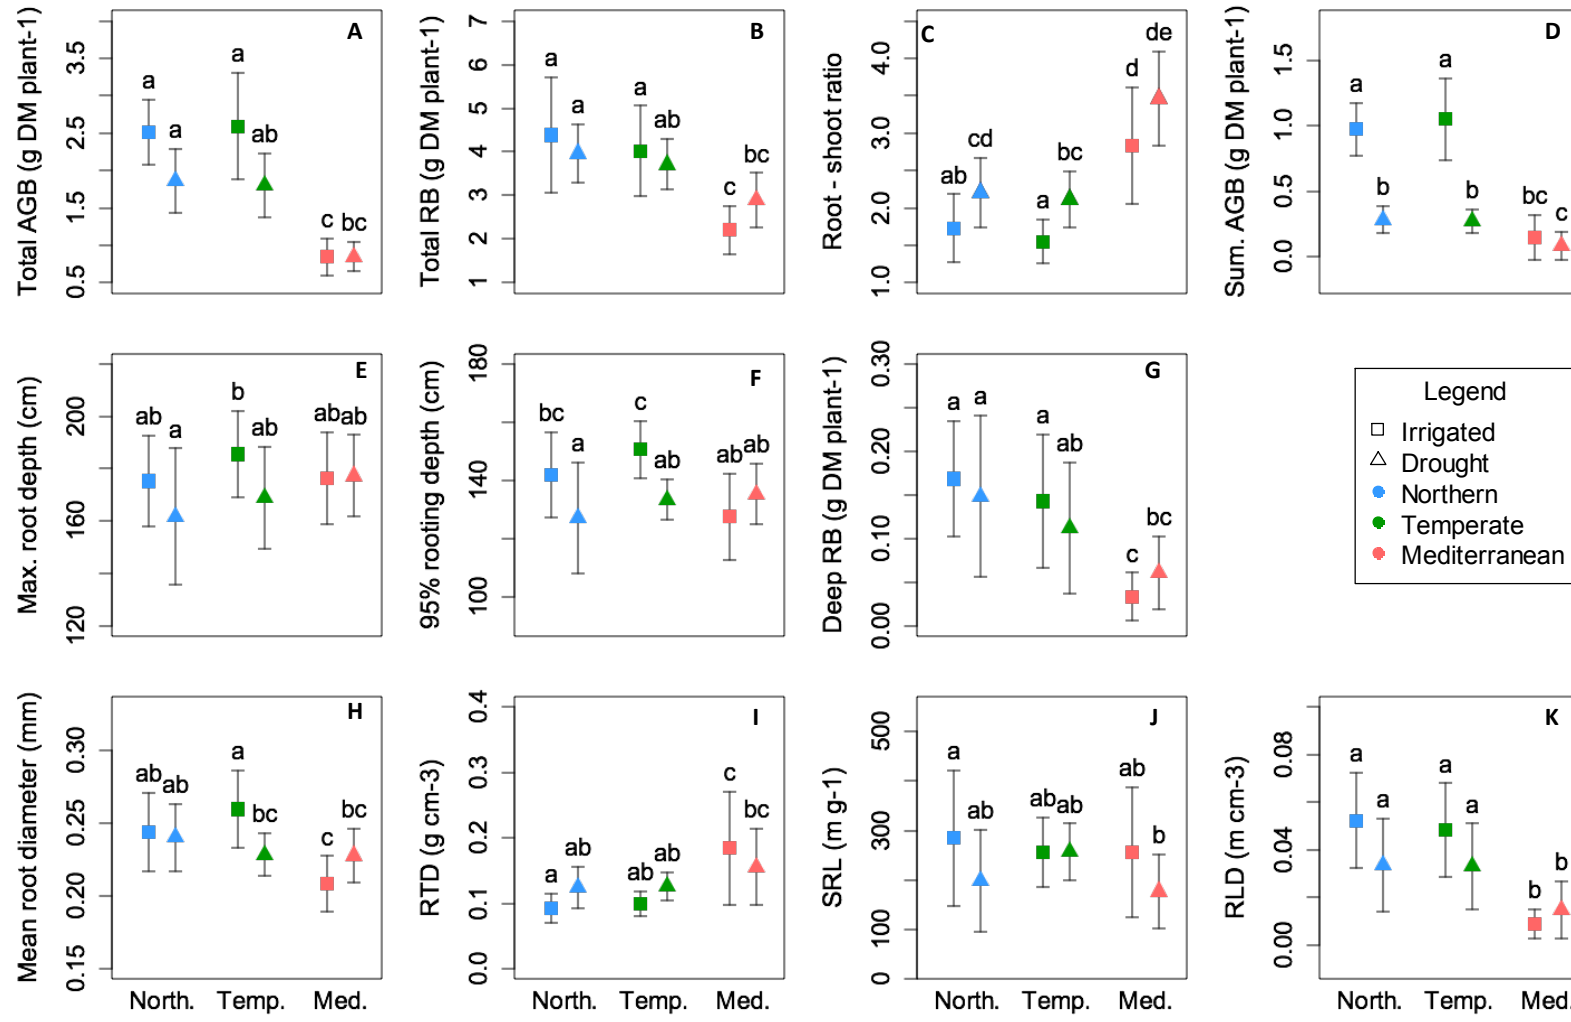 A
Total AGB (g DM plant-1)
0.5 1.5 2.5 3.5
a a a ab c bc
B
Total RB (g DM plant-1)
1 2 3 4 5 6 7
a a a ab c bc
C
Root - shoot ratio
1.0 2.0 3.0 4.0
ab cd a bc d de
D
Sum. AGB (g DM plant-1)
0.0 0.5 1.0 1.5
a b a b bc c
E
Max. root depth (cm)
120 160 200
ab a b ab ab ab
F
95% rooting depth (cm)
100 140 180
bc a c ab ab ab
G
Deep RB (g DM plant-1)
0.00 0.10 0.20 0.30
a a a ab c bc
Legend
Irrigated
Drought
Northern
Temperate
Mediterranean
H
Mean root diameter (mm)
0.15 0.20 0.25 0.30
ab ab a bc c bc
North. Temp. Med.
I
RTD (g cm-3)
0.0 0.1 0.2 0.3 0.4
a ab ab ab c bc
North. Temp. Med.
J
SRL (m g-1)
0 100 300 500
a ab ab ab ab b
North. Temp. Med.
K
RLD (m cm-3)
0.00 0.04 0.08
a a a a b b
North. Temp. Med.